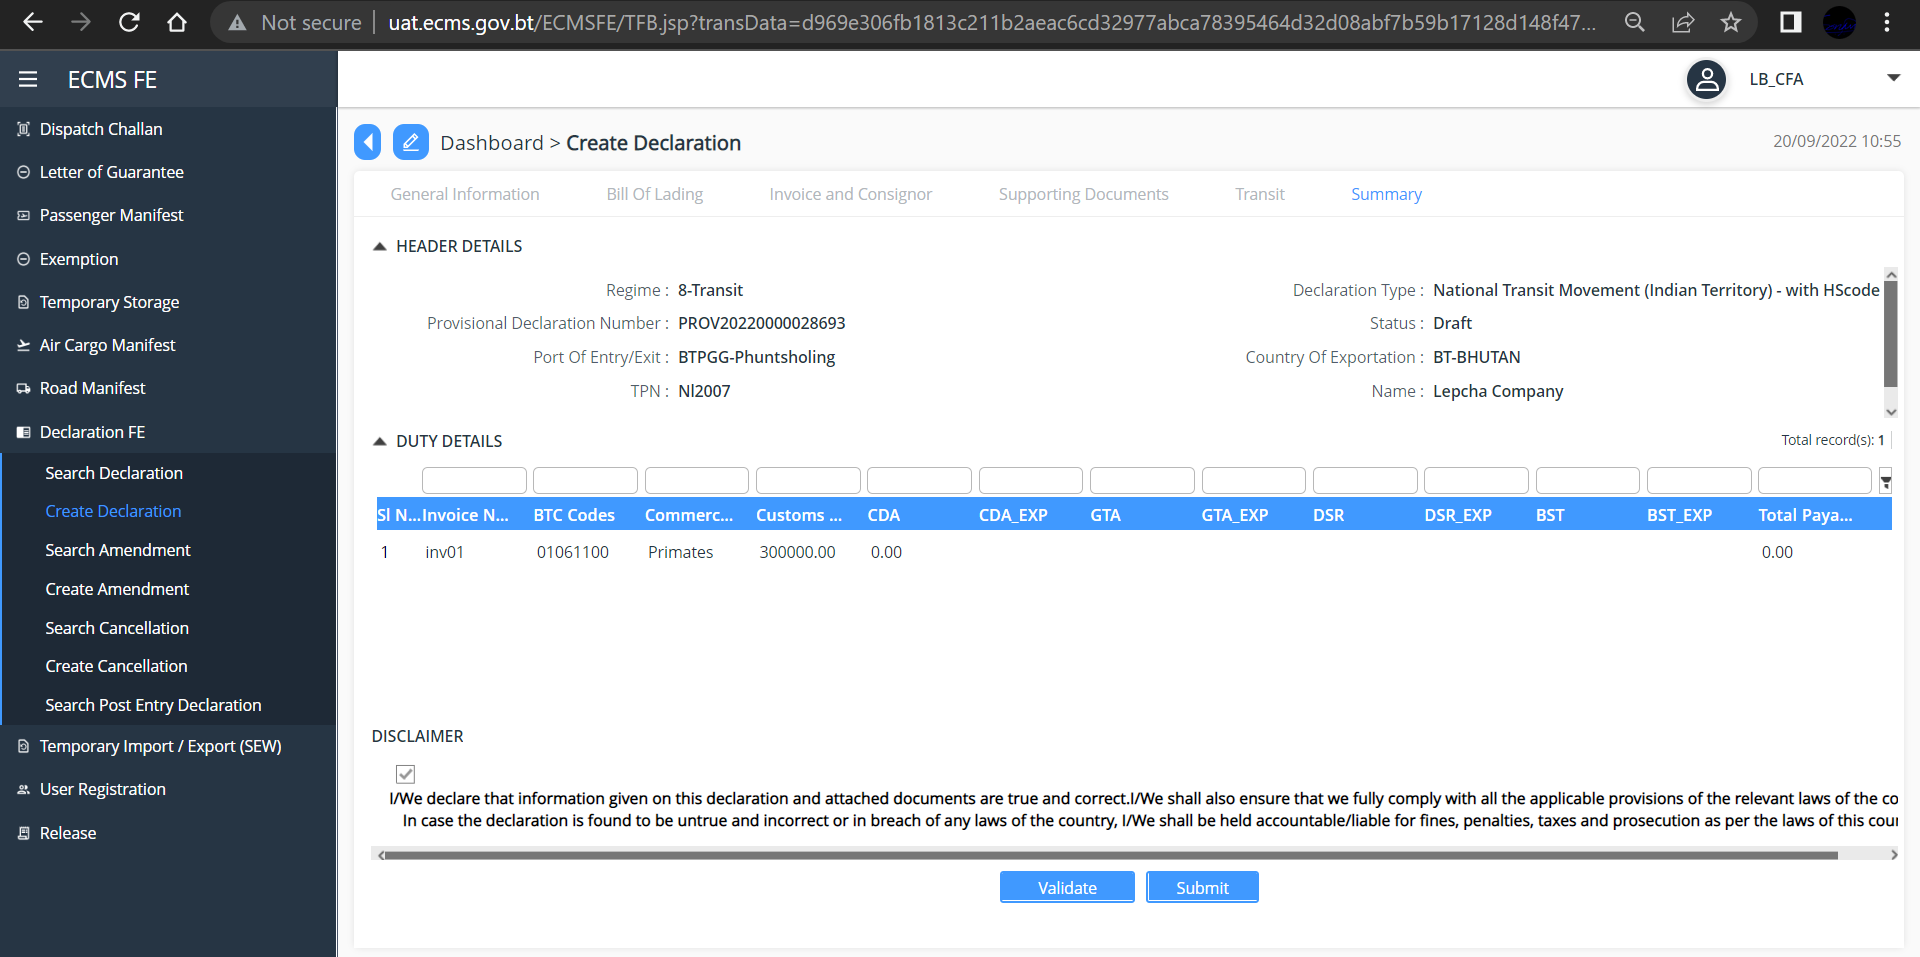 Not secure
uat.ecms.gov.bt/ECMSFE/TFB.jsp?transData=d969e306fb1813c211b2aeac6cd32977abca78395464d32d08abf7b59b17128d148f47...
ECMS FE
LB_CFA
Dispatch Challan
Letter of Guarantee
Passenger Manifest
Exemption
Temporary Storage
Air Cargo Manifest
Road Manifest
Declaration FE
Search Declaration
Create Declaration
Search Amendment
Create Amendment
Search Cancellation
Create Cancellation
Search Post Entry Declaration
Temporary Import / Export (SEW)
User Registration
Release
Dashboard > Create Declaration
20/09/2022 10:55
General Information Bill Of Lading Invoice and Consignor Supporting Documents Transit Summary
HEADER DETAILS
Regime : 8-Transit Declaration Type : National Transit Movement (Indian Territory) - with HScode
Provisional Declaration Number : PROV20220000028693 Status : Draft
Port Of Entry/Exit : BTPGG-Phuntsholing Country Of Exportation : BT-BHUTAN
TPN : Nl2007 Name : Lepcha Company
DUTY DETAILS
Total record(s): 1
Sl N... Invoice N... BTC Codes Commerc... Customs ... CDA CDA_EXP GTA GTA_EXP DSR DSR_EXP BST BST_EXP Total Paya...
1 inv01 01061100 Primates 300000.00 0.00 0.00
DISCLAIMER
I/We declare that information given on this declaration and attached documents are true and correct.I/We shall also ensure that we fully comply with all the applicable provisions of the relevant laws of the co
In case the declaration is found to be untrue and incorrect or in breach of any laws of the country, I/We shall be held accountable/liable for fines, penalties, taxes and prosecution as per the laws of this cour
Validate Submit